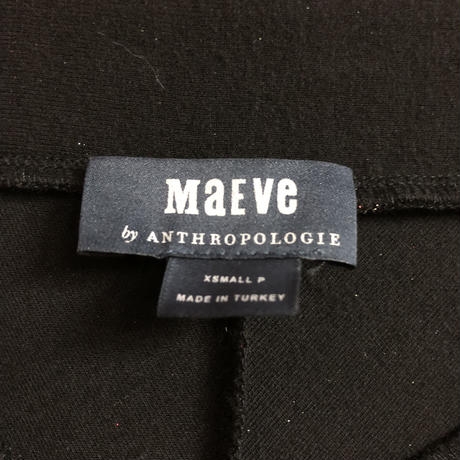 MaEVe
by ANTHROPOLOGIE
XSMALL P
MADE IN TURKEY